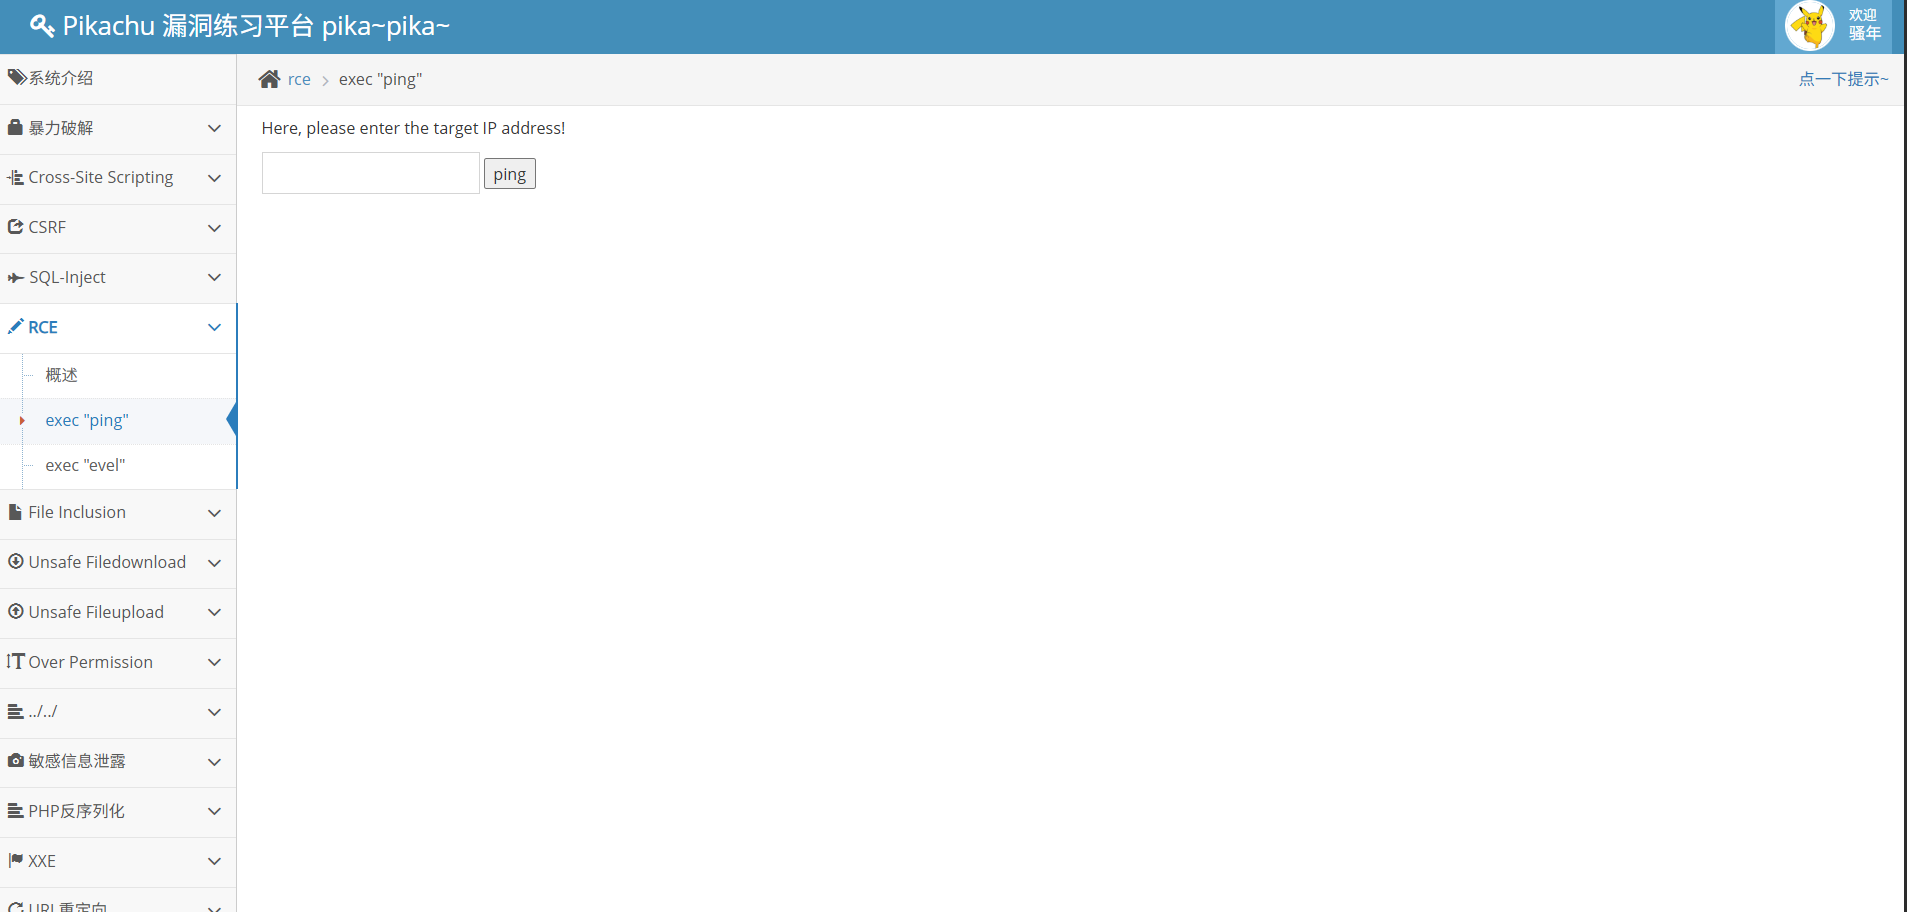 Pikachu 漏洞练习平台 pika~pika~
欢迎
骚年
系统介绍
暴力破解
Cross-Site Scripting
CSRF
SQL-Inject
RCE
概述
exec "ping"
exec "evel"
File Inclusion
Unsafe Filedownload
Unsafe Fileupload
Over Permission
../../
敏感信息泄露
PHP反序列化
XXE
URL重定向
rce
exec "ping"
点一下提示~
Here, please enter the target IP address!
ping